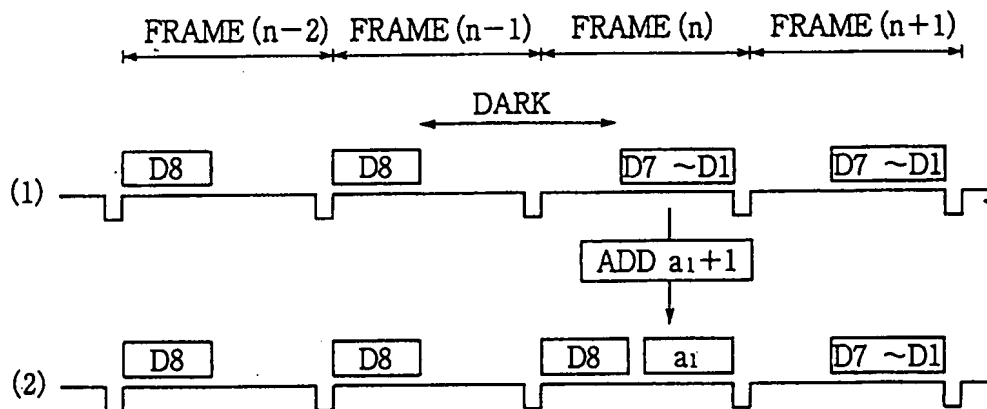 FRAME (n−2) FRAME (n−1) FRAME (n) FRAME (n+1)
DARK
(1) D8 D8 D7 ~D1 D7 ~D1
ADD a1+1
(2) D8 D8 D8 a1 D7 ~D1